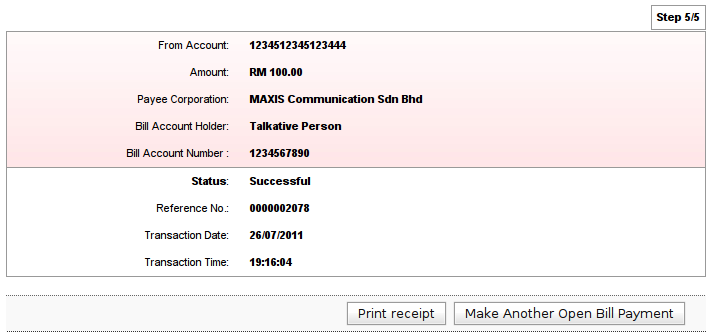 Step 5/5
From Account: 1234512345123444
Amount: RM 100.00
Payee Corporation: MAXIS Communication Sdn Bhd
Bill Account Holder: Talkative Person
Bill Account Number : 1234567890
Status: Successful
Reference No.: 0000002078
Transaction Date: 26/07/2011
Transaction Time: 19:16:04
Print receipt Make Another Open Bill Payment